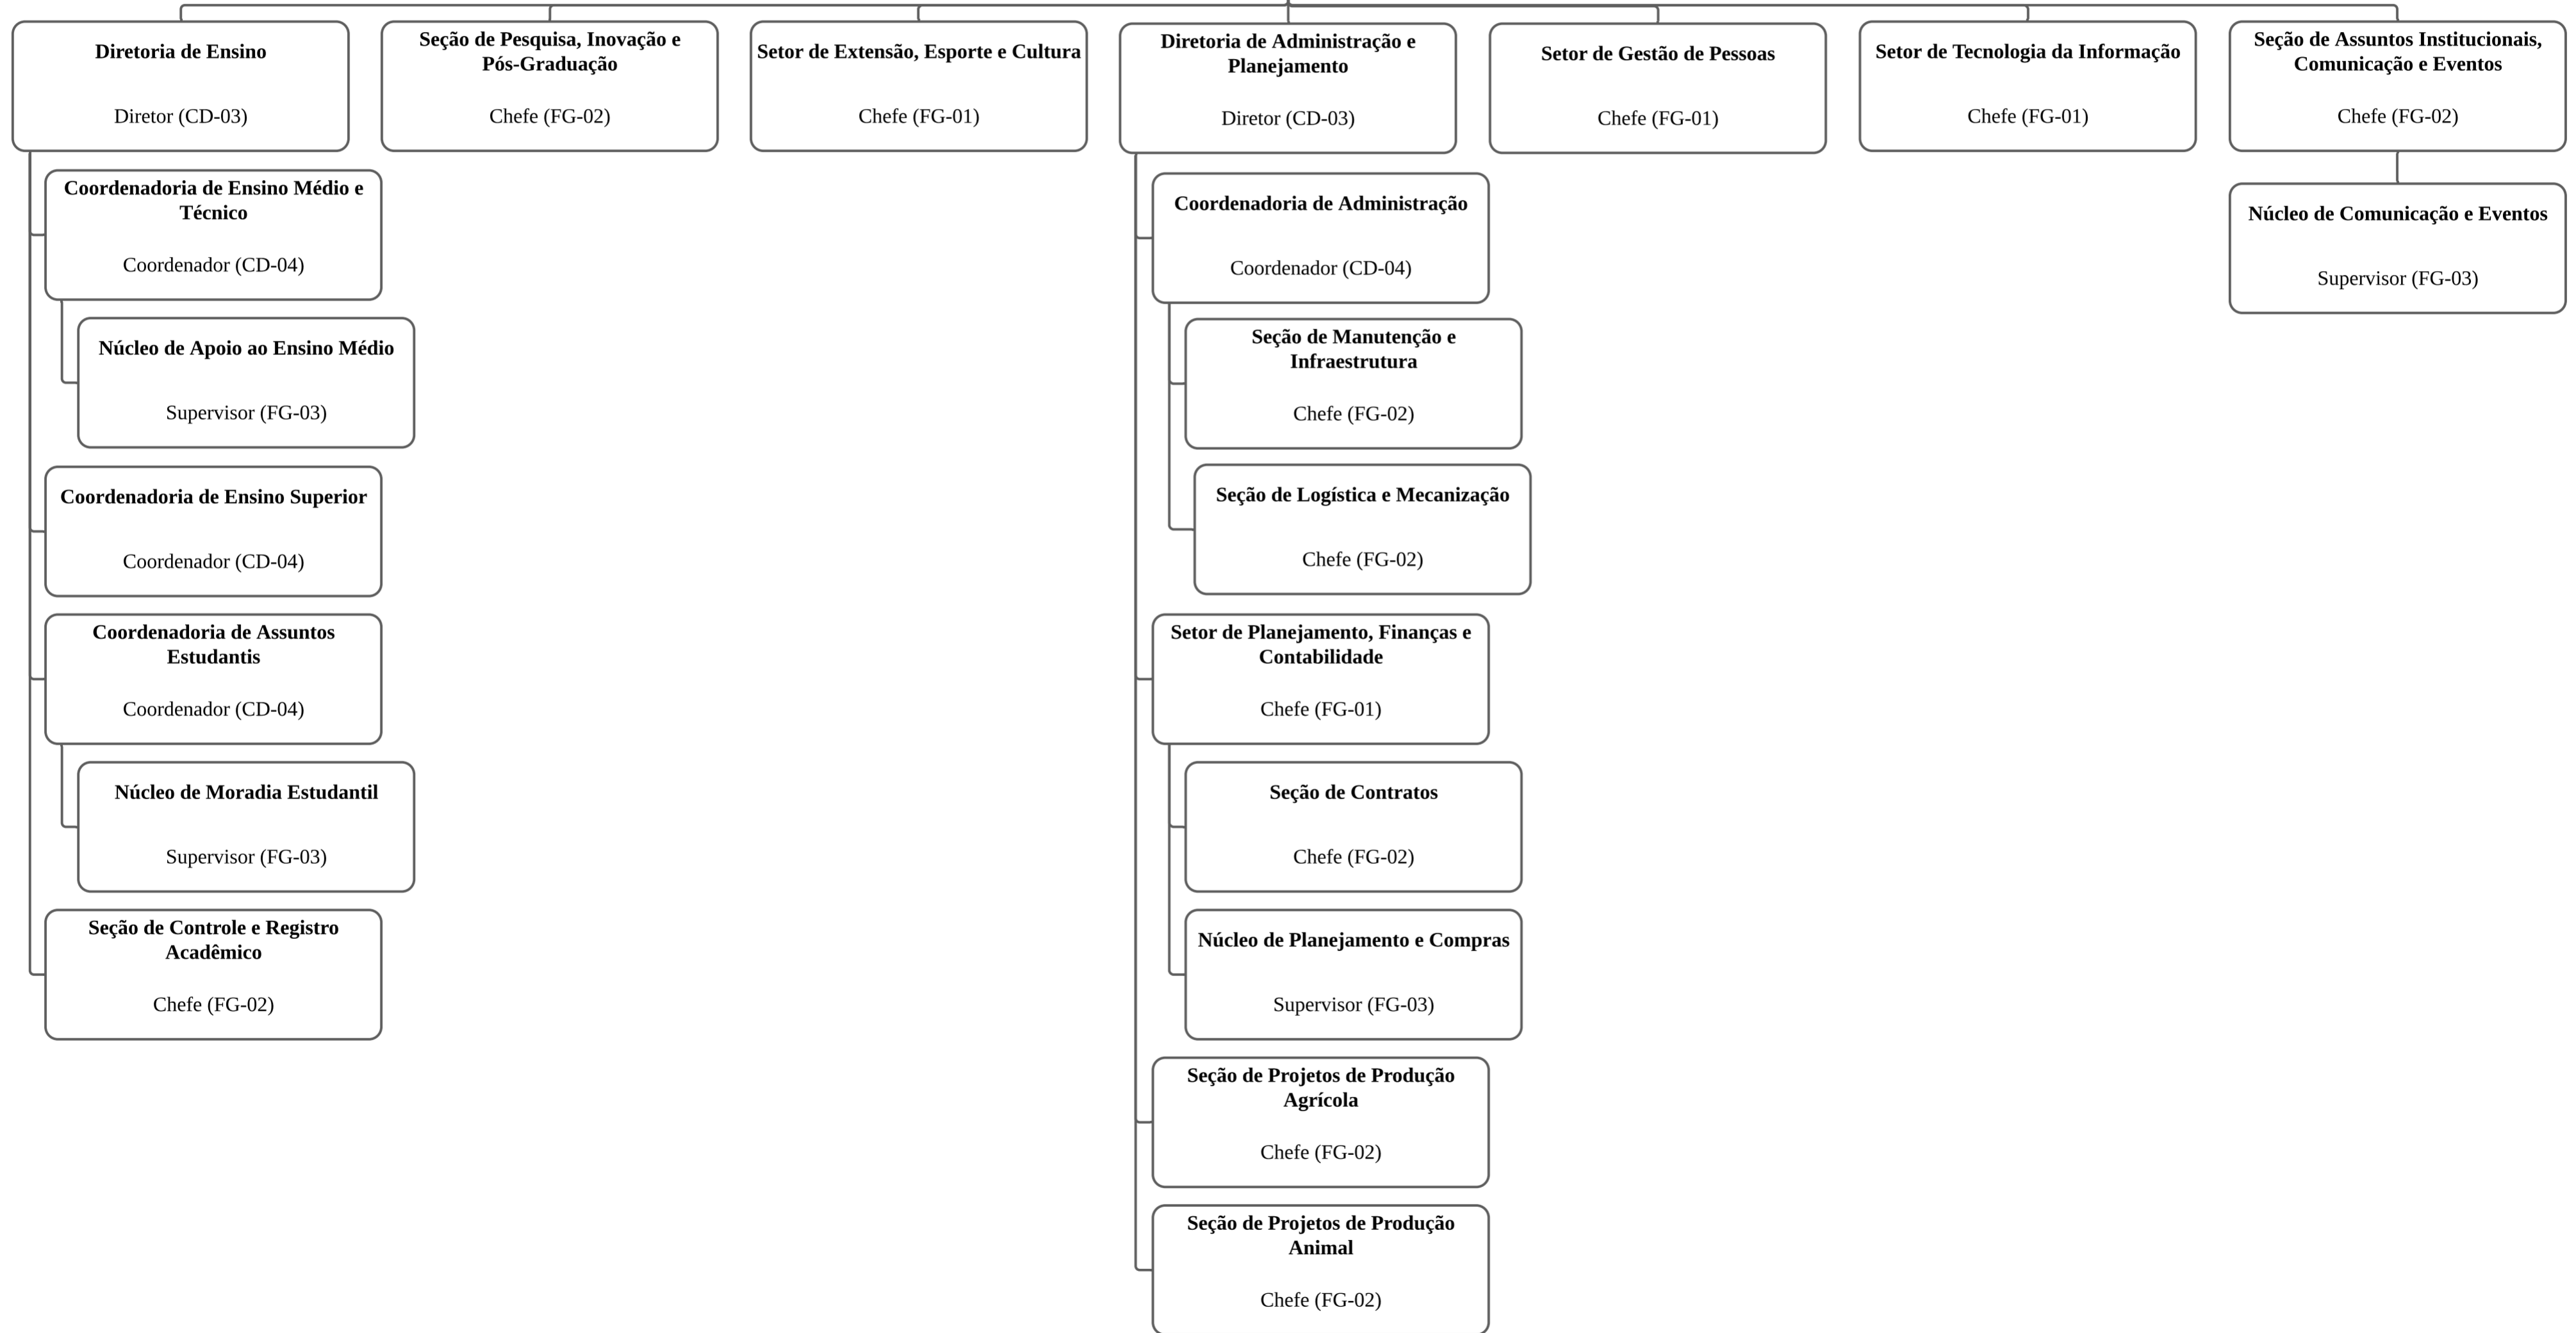 Diretoria de Ensino
Diretor (CD-03)
Seção de Pesquisa, Inovação e
Pós-Graduação
Chefe (FG-02)
Setor de Extensão, Esporte e Cultura
Chefe (FG-01)
Diretoria de Administração e
Planejamento
Diretor (CD-03)
Setor de Gestão de Pessoas
Chefe (FG-01)
Setor de Tecnologia da Informação
Chefe (FG-01)
Seção de Assuntos Institucionais,
Comunicação e Eventos
Chefe (FG-02)
Coordenadoria de Ensino Médio e
Técnico
Coordenador (CD-04)
Núcleo de Apoio ao Ensino Médio
Supervisor (FG-03)
Coordenadoria de Ensino Superior
Coordenador (CD-04)
Coordenadoria de Assuntos
Estudantis
Coordenador (CD-04)
Núcleo de Moradia Estudantil
Supervisor (FG-03)
Seção de Controle e Registro
Acadêmico
Chefe (FG-02)
Coordenadoria de Administração
Coordenador (CD-04)
Seção de Manutenção e
Infraestrutura
Chefe (FG-02)
Seção de Logística e Mecanização
Chefe (FG-02)
Setor de Planejamento, Finanças e
Contabilidade
Chefe (FG-01)
Seção de Contratos
Chefe (FG-02)
Núcleo de Planejamento e Compras
Supervisor (FG-03)
Seção de Projetos de Produção
Agrícola
Chefe (FG-02)
Seção de Projetos de Produção
Animal
Chefe (FG-02)
Núcleo de Comunicação e Eventos
Supervisor (FG-03)